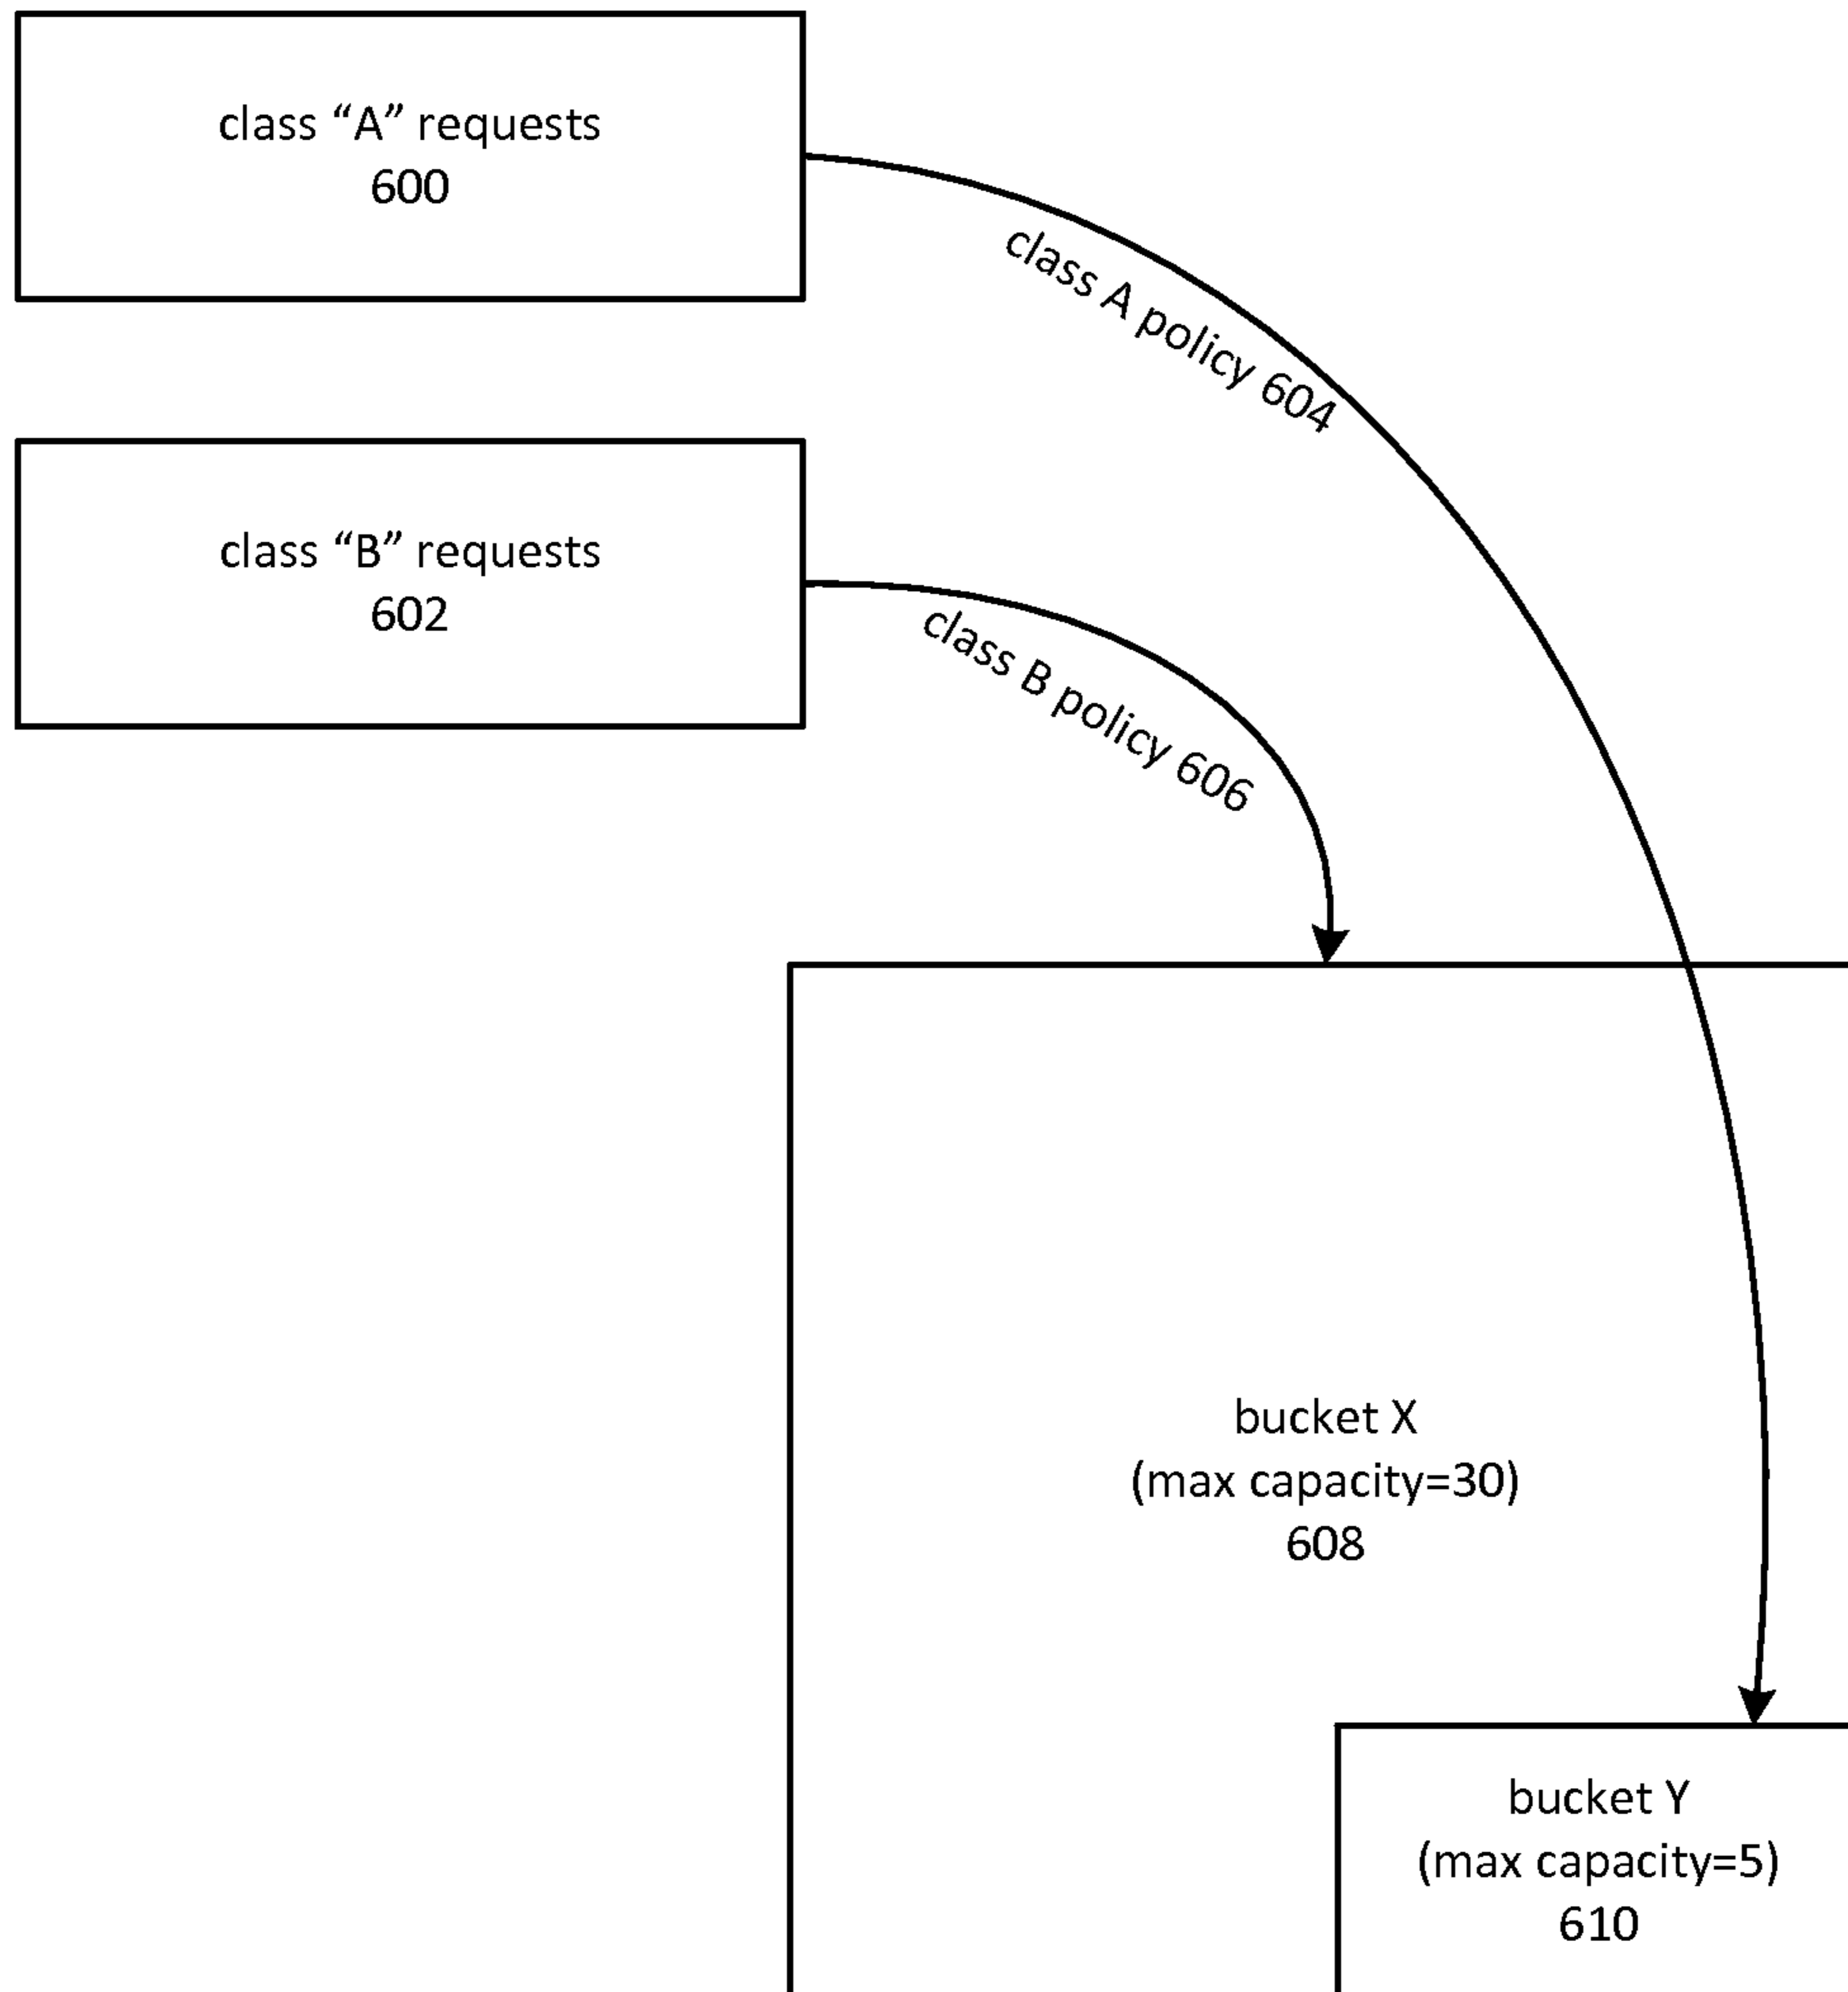 class “A” requests
600
class A policy 604
class “B” requests
602
class B policy 606
bucket X
(max capacity=30)
608
bucket Y
(max capacity=5)
610